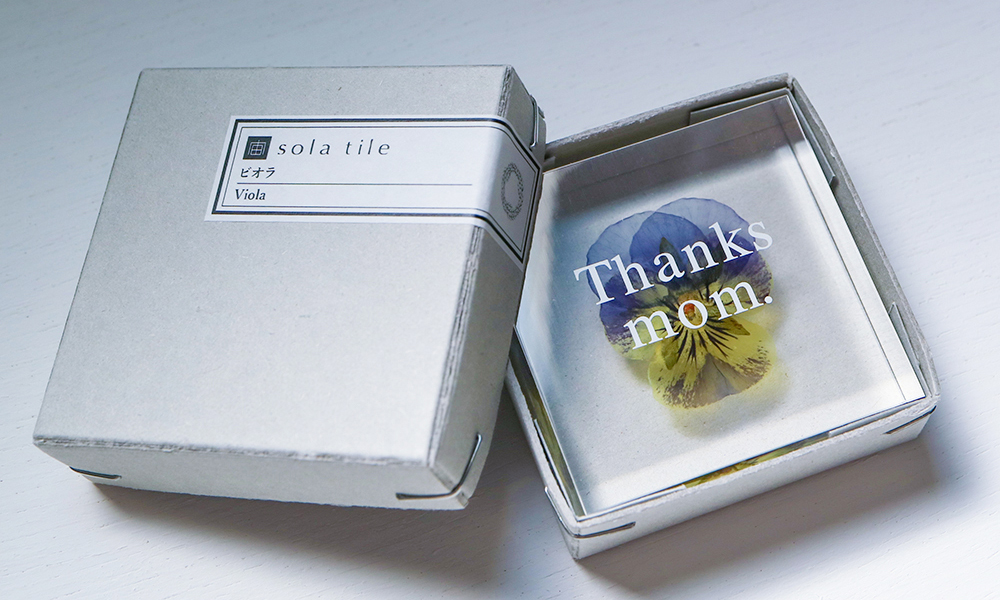 sola tile
ビオラ
Viola
Thanks
mom.